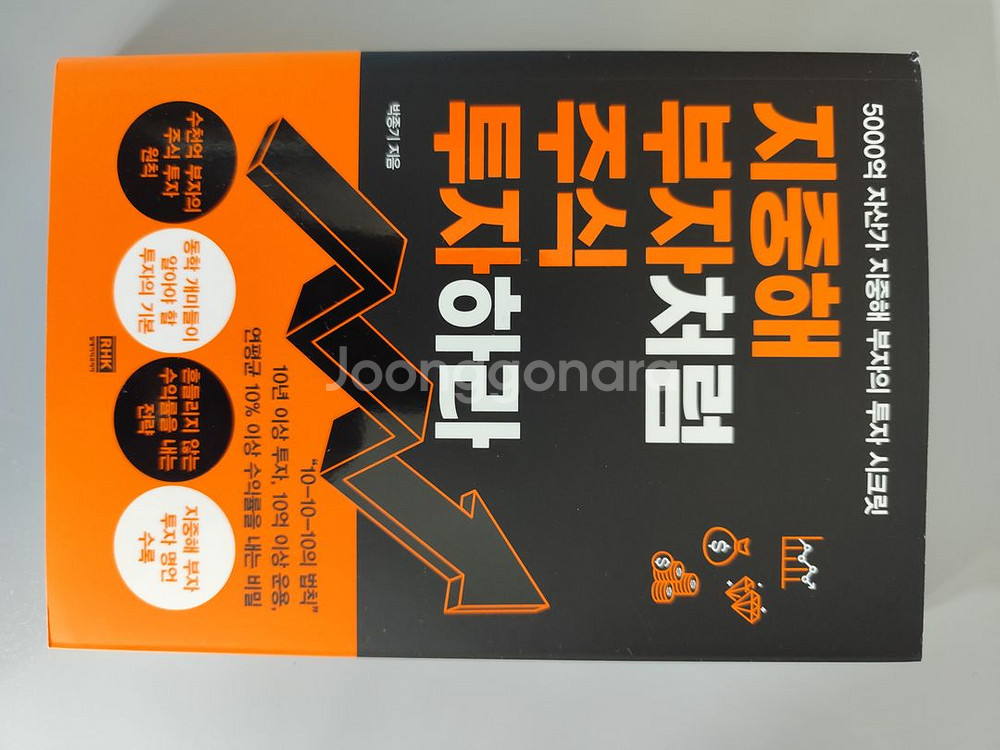 5000억 자산가 지중해 부자의 투자 시크릿
지중해
부자처럼
주식
투자하라
박종기 지음
"10-10-10의 법칙"
10년 이상 투자, 10억 이상 운용,
연평균 10% 이상 수익률을 내는 비밀
수천억 부자의
주식 투자
원칙
동학 개미들이
알아야 할
투자의 기본
흔들리지 않는
수익률을 내는
전략
지중해 부자
투자 명언
수록
RHK
Joonggonara